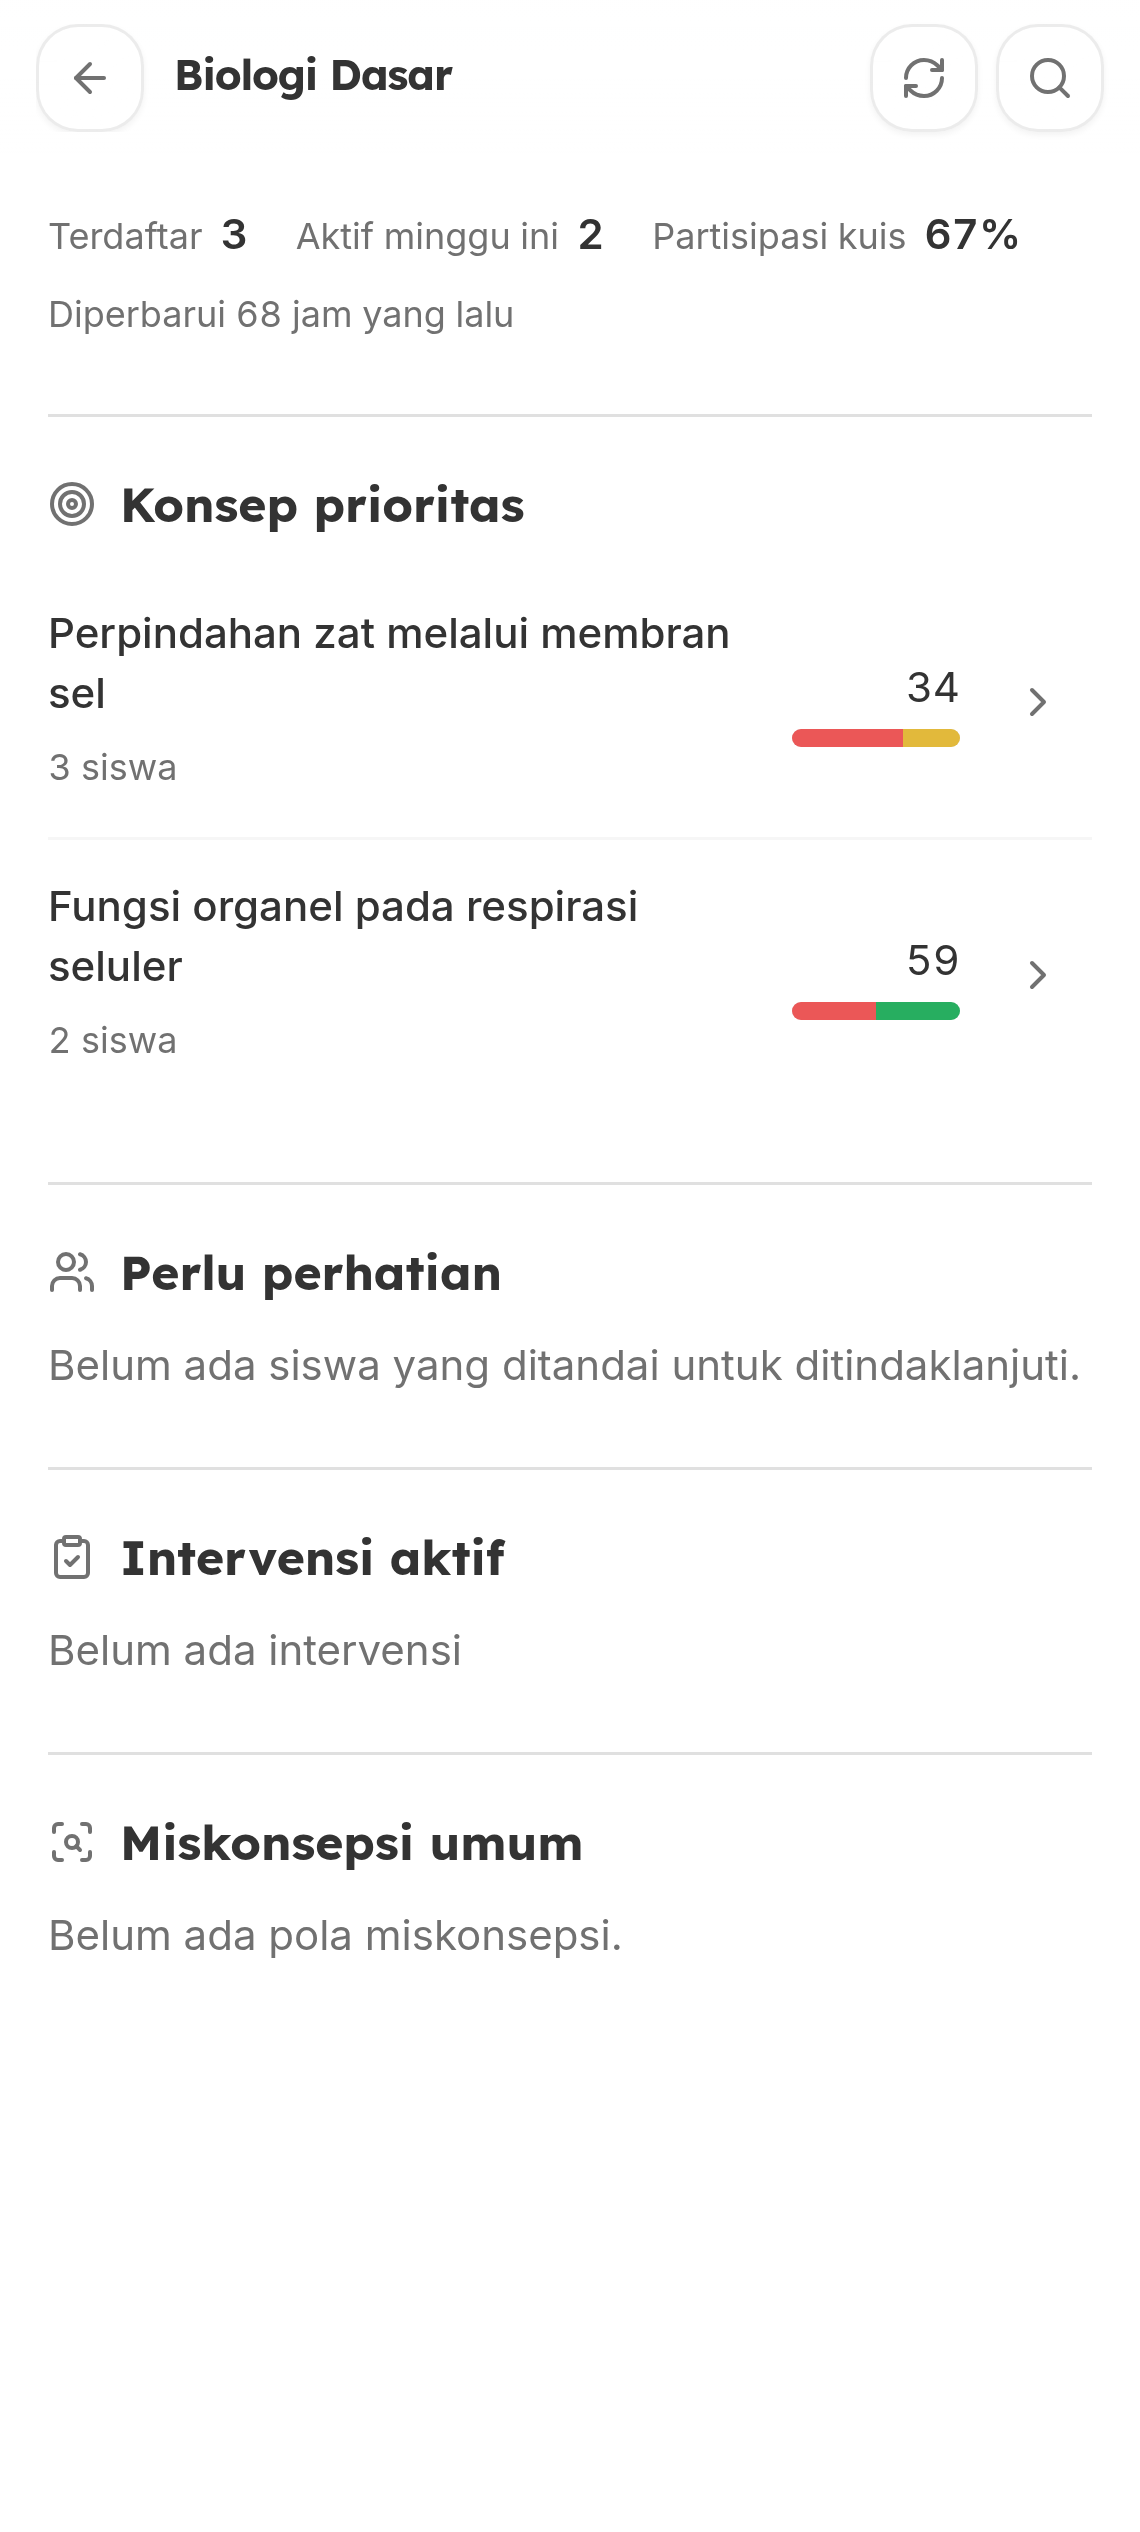 Biologi Dasar
Terdaftar 3 Aktif minggu ini 2 Partisipasi kuis 67%
Diperbarui 68 jam yang lalu
Konsep prioritas
Perpindahan zat melalui membran
sel
34
3 siswa
Fungsi organel pada respirasi
seluler
59
2 siswa
Perlu perhatian
Belum ada siswa yang ditandai untuk ditindaklanjuti.
Intervensi aktif
Belum ada intervensi
Miskonsepsi umum
Belum ada pola miskonsepsi.